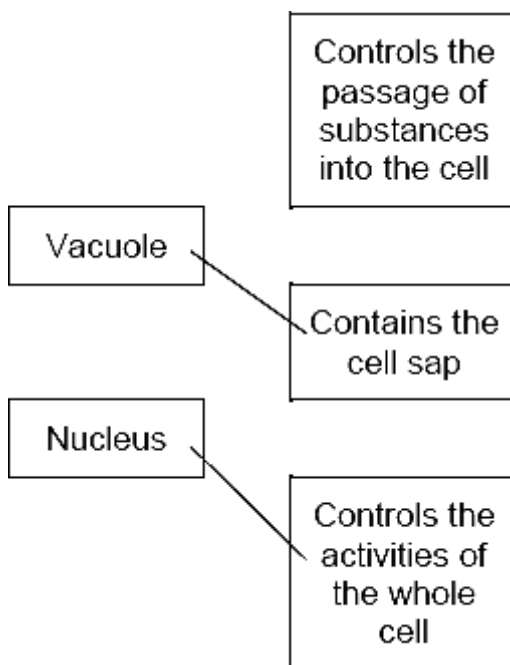 Controls the
passage of
substances
into the cell
Vacuole
Contains the
cell sap
Nucleus
Controls the
activities of
the whole
cell